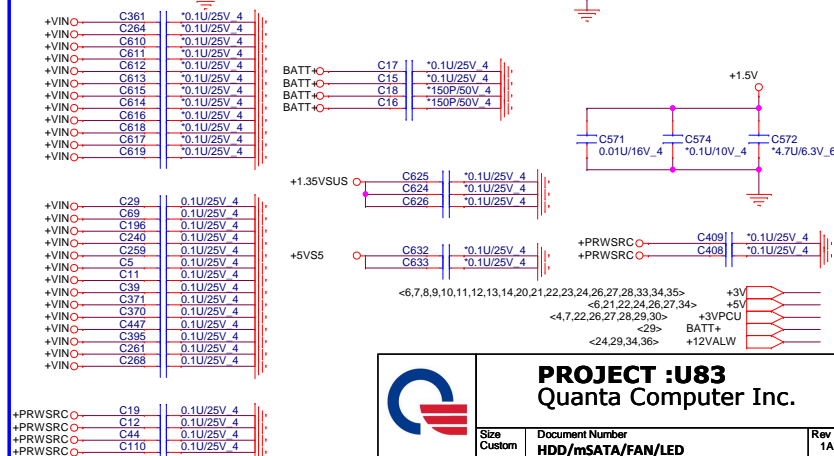 +VIN C361 *0.1U/25V_4
+VIN C264 *0.1U/25V_4
+VIN C610 *0.1U/25V_4
+VIN C611 *0.1U/25V_4
+VIN C612 *0.1U/25V_4
+VIN C613 *0.1U/25V_4
+VIN C615 *0.1U/25V_4
+VIN C614 *0.1U/25V_4
+VIN C616 *0.1U/25V_4
+VIN C618 *0.1U/25V_4
+VIN C617 *0.1U/25V_4
+VIN C619 *0.1U/25V_4
BATT+ C17 *0.1U/25V_4
BATT+ C15 *0.1U/25V_4
BATT+ C18 *150P/50V_4
BATT+ C16 *150P/50V_4
+1.5V
C571 0.01U/16V_4
C574 *0.1U/10V_4
C572 *4.7U/6.3V_6
+1.35VSUS C625 *0.1U/25V_4
C624 *0.1U/25V_4
C626 *0.1U/25V_4
+VIN C29 0.1U/25V_4
+VIN C69 0.1U/25V_4
+VIN C196 0.1U/25V_4
+VIN C240 0.1U/25V_4
+VIN C259 0.1U/25V_4
+VIN C5 0.1U/25V_4
+VIN C11 0.1U/25V_4
+VIN C39 0.1U/25V_4
+VIN C371 0.1U/25V_4
+VIN C370 0.1U/25V_4
+VIN C447 0.1U/25V_4
+VIN C395 0.1U/25V_4
+VIN C261 0.1U/25V_4
+VIN C268 0.1U/25V_4
+5VS5 C632 *0.1U/25V_4
C633 *0.1U/25V_4
+PRWSRC C409 *0.1U/25V_4
+PRWSRC C408 *0.1U/25V_4
<6,7,8,9,10,11,12,13,14,20,21,22,23,24,26,27,28,33,34,35> +3V
<6,21,22,24,26,27,34> +5V
<4,7,22,26,27,28,29,30> +3VPCU
<29> BATT+
<24,29,34,36> +12VALW
+PRWSRC C19 0.1U/25V_4
+PRWSRC C12 0.1U/25V_4
+PRWSRC C44 0.1U/25V_4
+PRWSRC C110 0.1U/25V_4
PROJECT :U83
Quanta Computer Inc.
Size
Custom
Document Number
HDD/mSATA/FAN/LED
Rev
1A